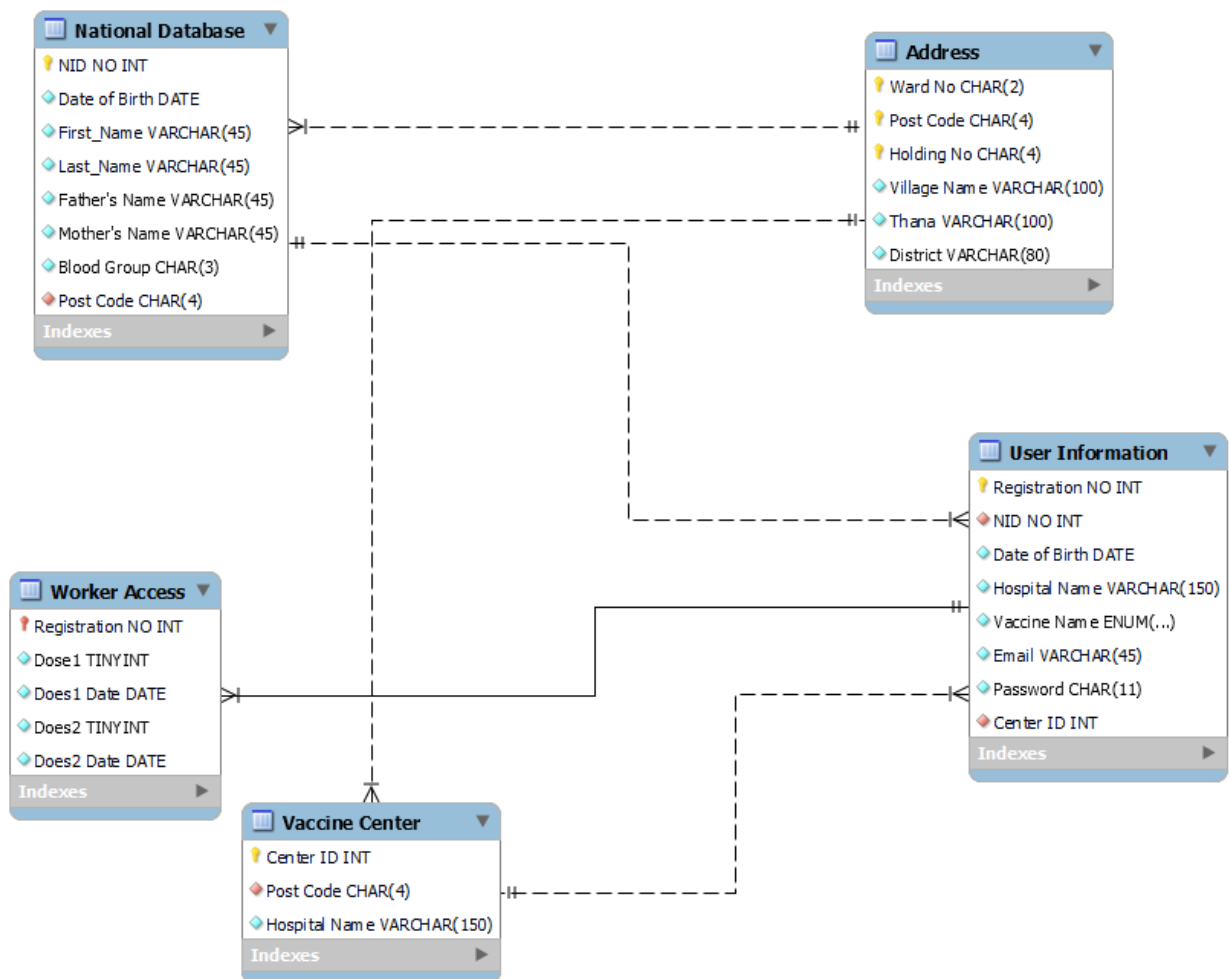 National Database
NID NO INT
Date of Birth DATE
First_Name VARCHAR(45)
Last_Name VARCHAR(45)
Father's Name VARCHAR(45)
Mother's Name VARCHAR(45)
Blood Group CHAR(3)
Post Code CHAR(4)
Indexes
Address
Ward No CHAR(2)
Post Code CHAR(4)
Holding No CHAR(4)
Village Name VARCHAR(100)
Thana VARCHAR(100)
District VARCHAR(80)
Indexes
User Information
Registration NO INT
NID NO INT
Date of Birth DATE
Hospital Name VARCHAR(150)
Vaccine Name ENUM(...)
Email VARCHAR(45)
Password CHAR(11)
Center ID INT
Indexes
Worker Access
Registration NO INT
Dose1 TINYINT
Does1 Date DATE
Does2 TINYINT
Does2 Date DATE
Indexes
Vaccine Center
Center ID INT
Post Code CHAR(4)
Hospital Name VARCHAR(150)
Indexes